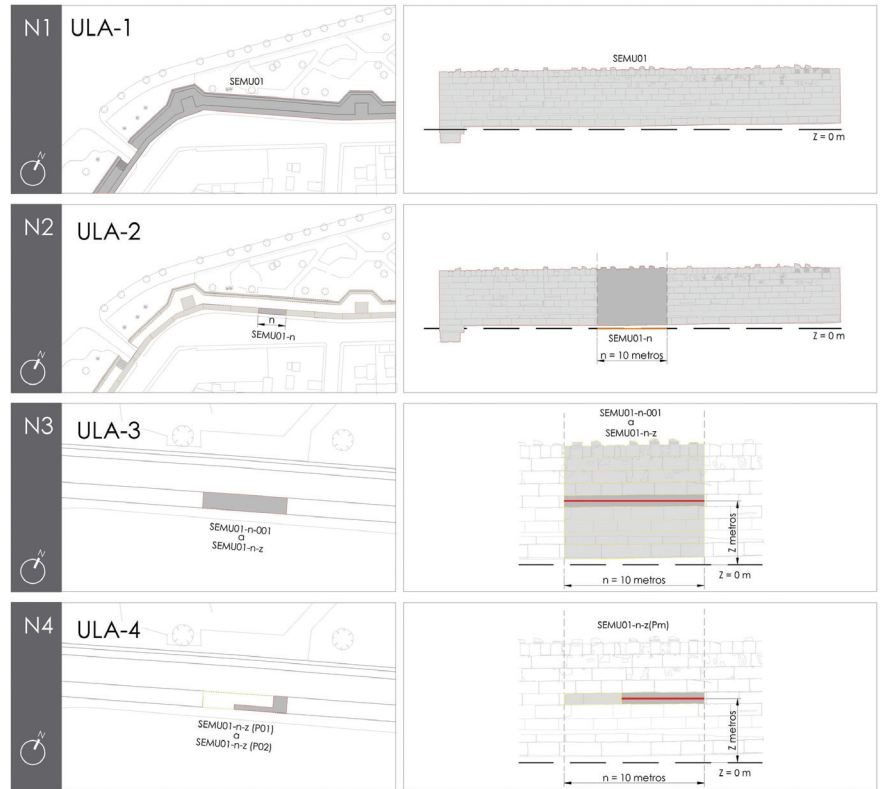 N1
ULA-1
SEMU01
N
SEMU01
Z = 0 m
N2
ULA-2
n
SEMU01-n
N
SEMU01-n
n = 10 metros
Z = 0 m
N3
ULA-3
SEMU01-n-001
a
SEMU01-n-z
N
SEMU01-n-001
a
SEMU01-n-z
Z metros
Z = 0 m
n = 10 metros
N4
ULA-4
SEMU01-n-z (P01)
a
SEMU01-n-z (P02)
N
SEMU01-n-z(Pm)
Z metros
Z = 0 m
n = 10 metros